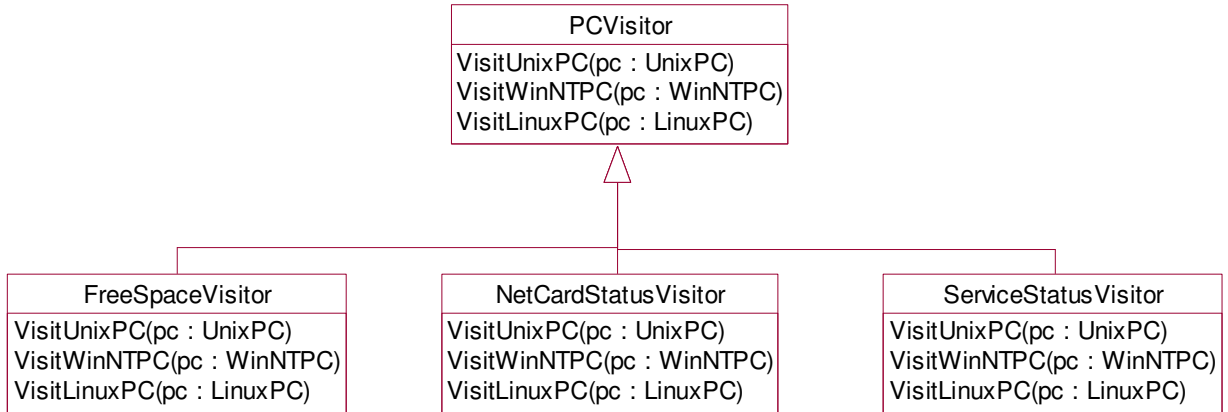 PCVisitor
VisitUnixPC(pc : UnixPC)
VisitWinNTPC(pc : WinNTPC)
VisitLinuxPC(pc : LinuxPC)
FreeSpaceVisitor
VisitUnixPC(pc : UnixPC)
VisitWinNTPC(pc : WinNTPC)
VisitLinuxPC(pc : LinuxPC)
NetCardStatusVisitor
VisitUnixPC(pc : UnixPC)
VisitWinNTPC(pc : WinNTPC)
VisitLinuxPC(pc : LinuxPC)
ServiceStatusVisitor
VisitUnixPC(pc : UnixPC)
VisitWinNTPC(pc : WinNTPC)
VisitLinuxPC(pc : LinuxPC)